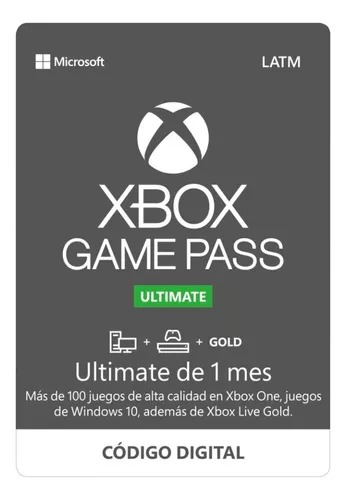 Microsoft LATM
XBOX
GAME PASS
ULTIMATE
+ + GOLD
Ultimate de 1 mes
Más de 100 juegos de alta calidad en Xbox One, juegos
de Windows 10, además de Xbox Live Gold.
CÓDIGO DIGITAL